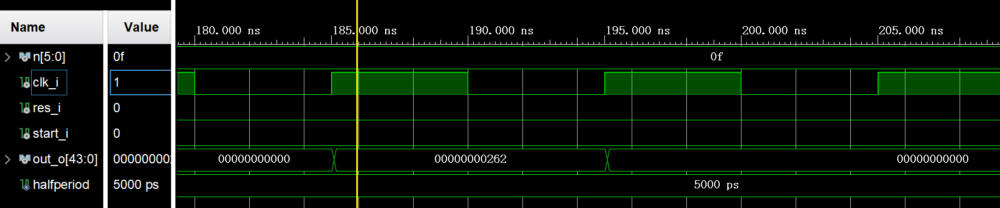 Name Value
180.000 ns 185.000 ns 190.000 ns 195.000 ns 200.000 ns 205.000 ns
n[5:0] 0f 0f
clk_i 1
res_i 0
start_i 0
out_o[43:0] 000000002 00000000000 00000000262 00000000000
halfperiod 5000 ps 5000 ps